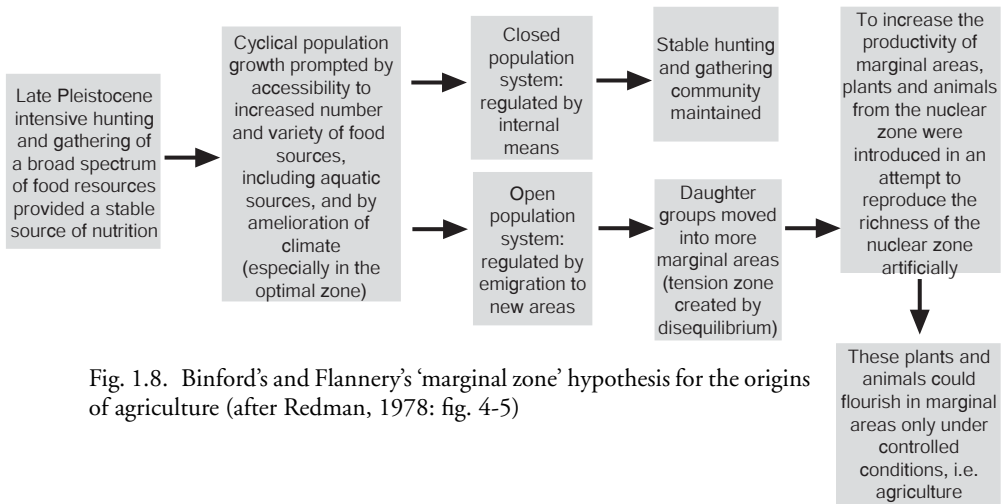 Late Pleistocene
intensive hunting
and gathering of
a broad spectrum
of food resources
provided a stable
source of nutrition
Cyclical population
growth prompted by
accessibility to
increased number
and variety of food
sources,
including aquatic
sources, and by
amelioration of
climate
(especially in the
optimal zone)
Closed
population
system:
regulated by
internal
means
Stable hunting
and gathering
community
maintained
Open
population
system:
regulated by
emigration to
new areas
Daughter
groups moved
into more
marginal areas
(tension zone
created by
disequilibrium)
To increase the
productivity of
marginal areas,
plants and animals
from the nuclear
zone were
introduced in an
attempt to
reproduce the
richness of the
nuclear zone
artificially
These plants and
animals could
flourish in marginal
areas only under
controlled
conditions, i.e.
agriculture
Fig. 1.8. Binford’s and Flannery’s ‘marginal zone’ hypothesis for the origins
of agriculture (after Redman, 1978: fig. 4-5)